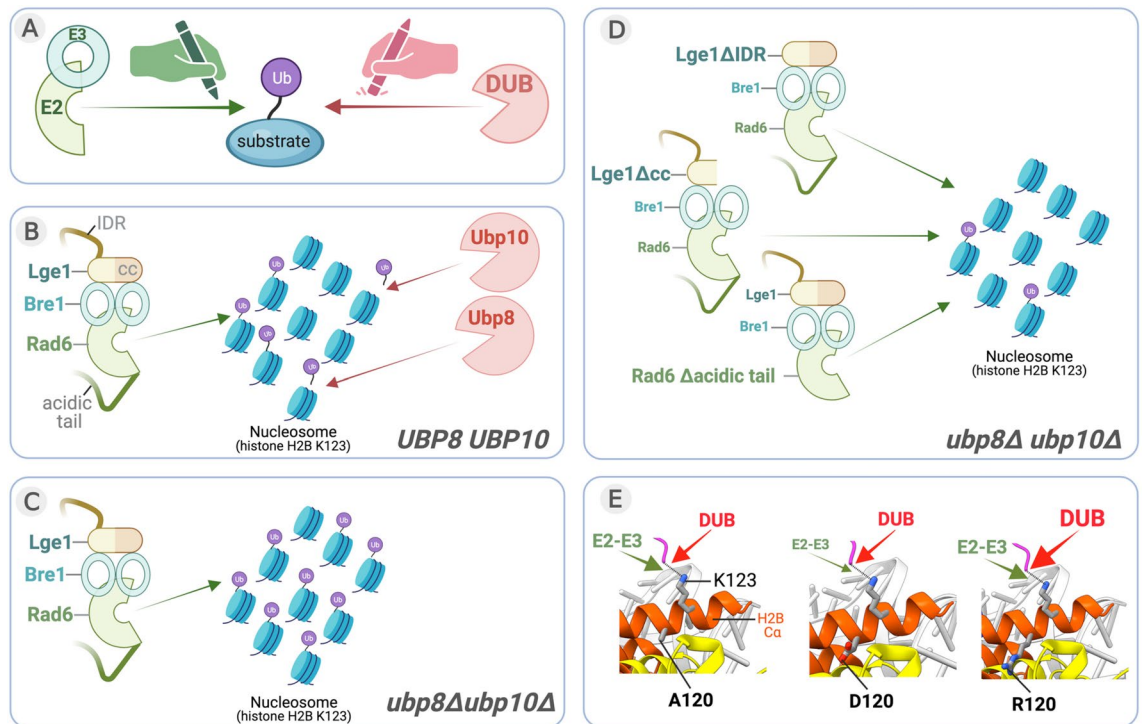 A
E3
E2
Ub
substrate
DUB
B
IDR
Lge1
CC
Bre1
Rad6
acidic
tail
Ub
Ub
Ub
Ub
Ub
Ubp10
Ubp8
Nucleosome
(histone H2B K123)
UBP8 UBP10
C
Lge1
Bre1
Rad6
Ub
Ub
Ub
Ub
Ub
Ub
Ub
Ub
Nucleosome
(histone H2B K123)
ubp8Δubp10Δ
D
Lge1ΔIDR
Bre1
Rad6
Lge1Δcc
Bre1
Rad6
Lge1
Bre1
Rad6 Δacidic tail
Ub
Ub
Nucleosome
(histone H2B K123)
ubp8Δ ubp10Δ
E
DUB
E2-E3
K123
H2B
Cα
A120
DUB
E2-E3
D120
DUB
E2-E3
R120